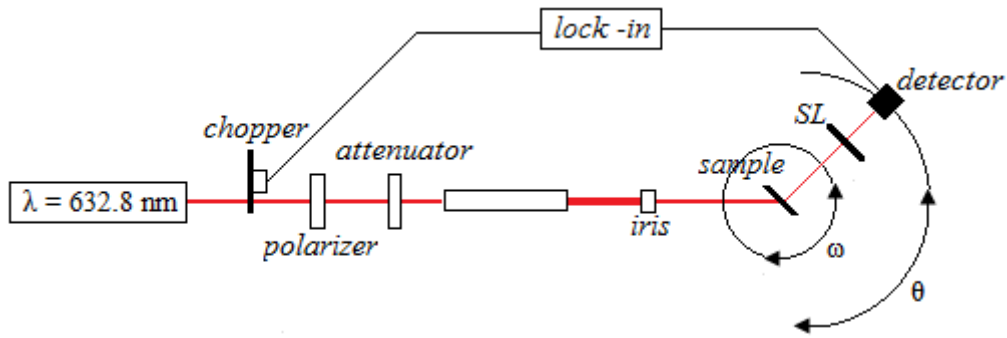 lock -in
detector
SL
chopper
attenuator
sample
λ = 632.8 nm
polarizer
iris
ω
θ